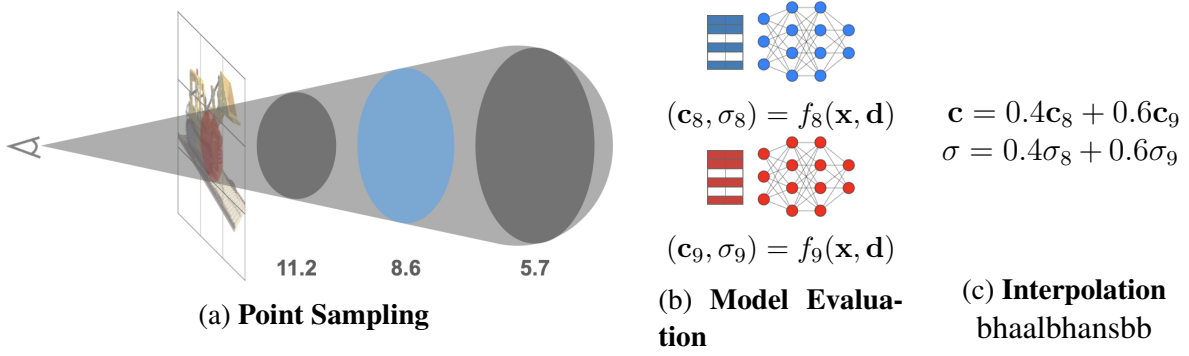 11.2 8.6 5.7
(a) Point Sampling
(c₈, σ₈) = f₈(x, d)
(c₉, σ₉) = f₉(x, d)
(b) Model Evalua-
tion
c = 0.4c₈ + 0.6c₉
σ = 0.4σ₈ + 0.6σ₉
(c) Interpolation
bhaalbhansbb